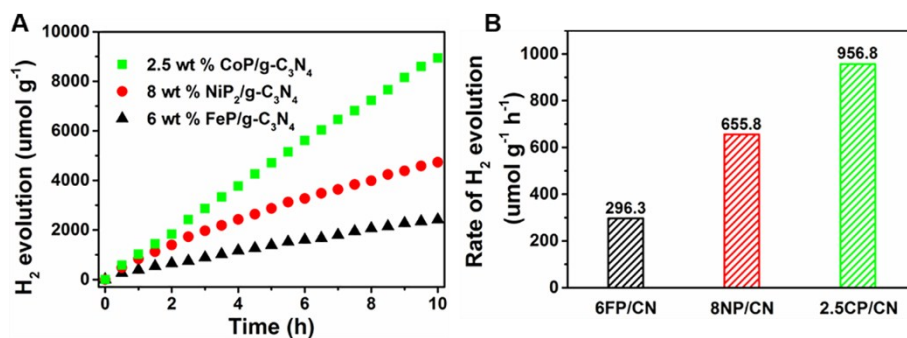 A
H2 evolution (umol g-1)
10000
8000
6000
4000
2000
0
2.5 wt % CoP/g-C3N4
8 wt % NiP2/g-C3N4
6 wt % FeP/g-C3N4
0 2 4 6 8 10
Time (h)
B
Rate of H2 evolution
(umol g-1 h-1)
1000
800
600
400
200
0
296.3
655.8
956.8
6FP/CN 8NP/CN 2.5CP/CN